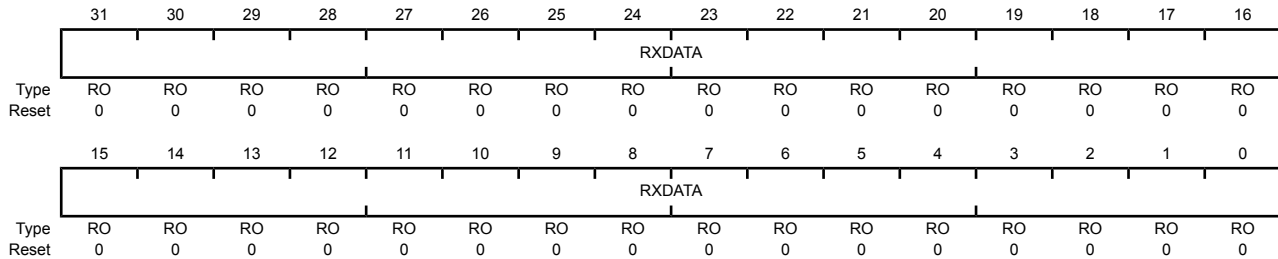 31 30 29 28 27 26 25 24 23 22 21 20 19 18 17 16
RXDATA
Type RO RO RO RO RO RO RO RO RO RO RO RO RO RO RO RO
Reset 0 0 0 0 0 0 0 0 0 0 0 0 0 0 0 0
15 14 13 12 11 10 9 8 7 6 5 4 3 2 1 0
RXDATA
Type RO RO RO RO RO RO RO RO RO RO RO RO RO RO RO RO
Reset 0 0 0 0 0 0 0 0 0 0 0 0 0 0 0 0